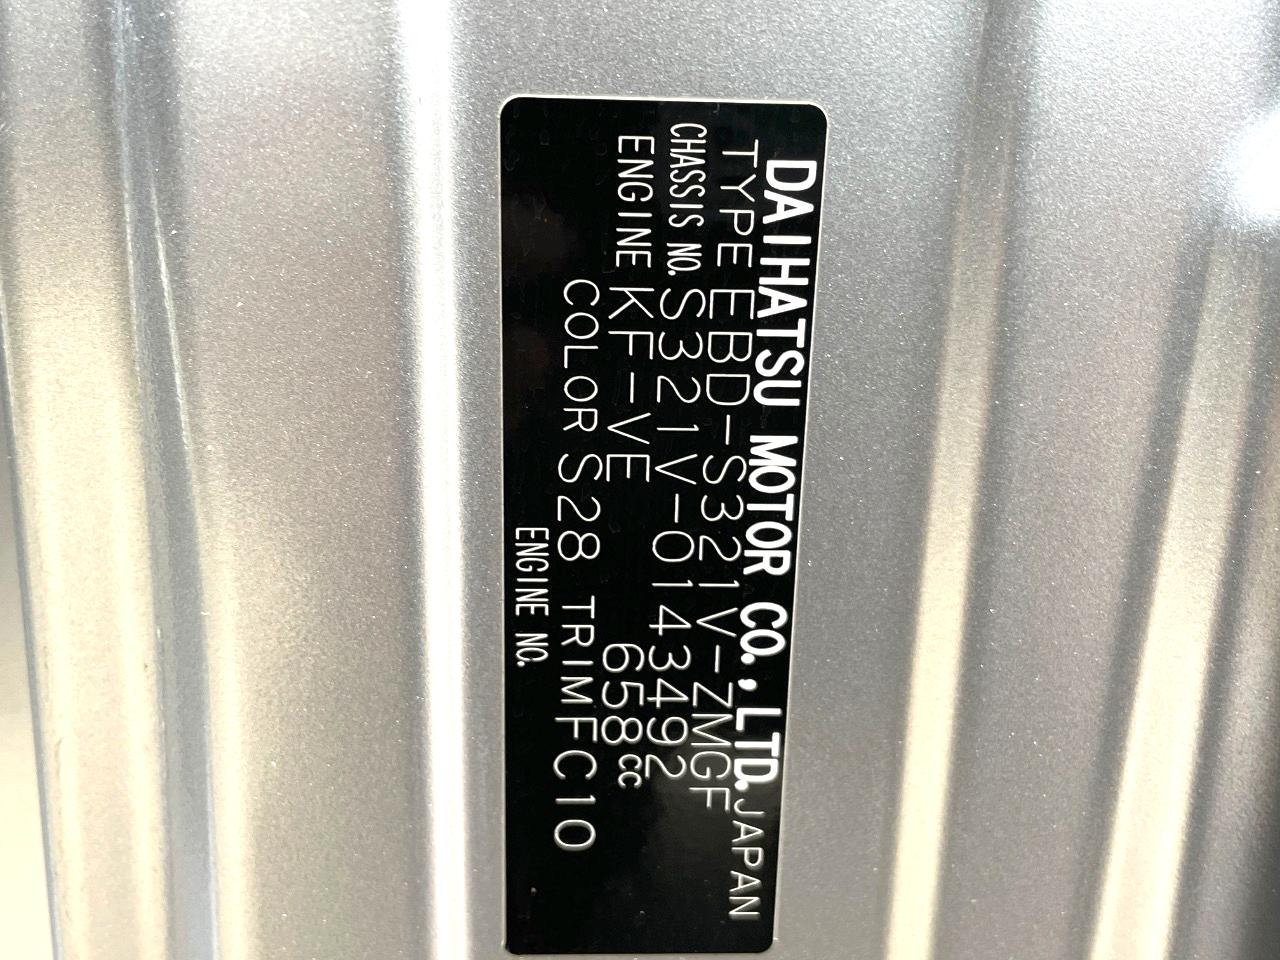 DAIHATSU MOTOR CO., LTD. JAPAN
TYPE EBD-S321V-ZMGF
CHASSIS NO. S321V-0143492
ENGINE KF-VE 658cc
COLOR S28 TRIM FC10
ENGINE NO.